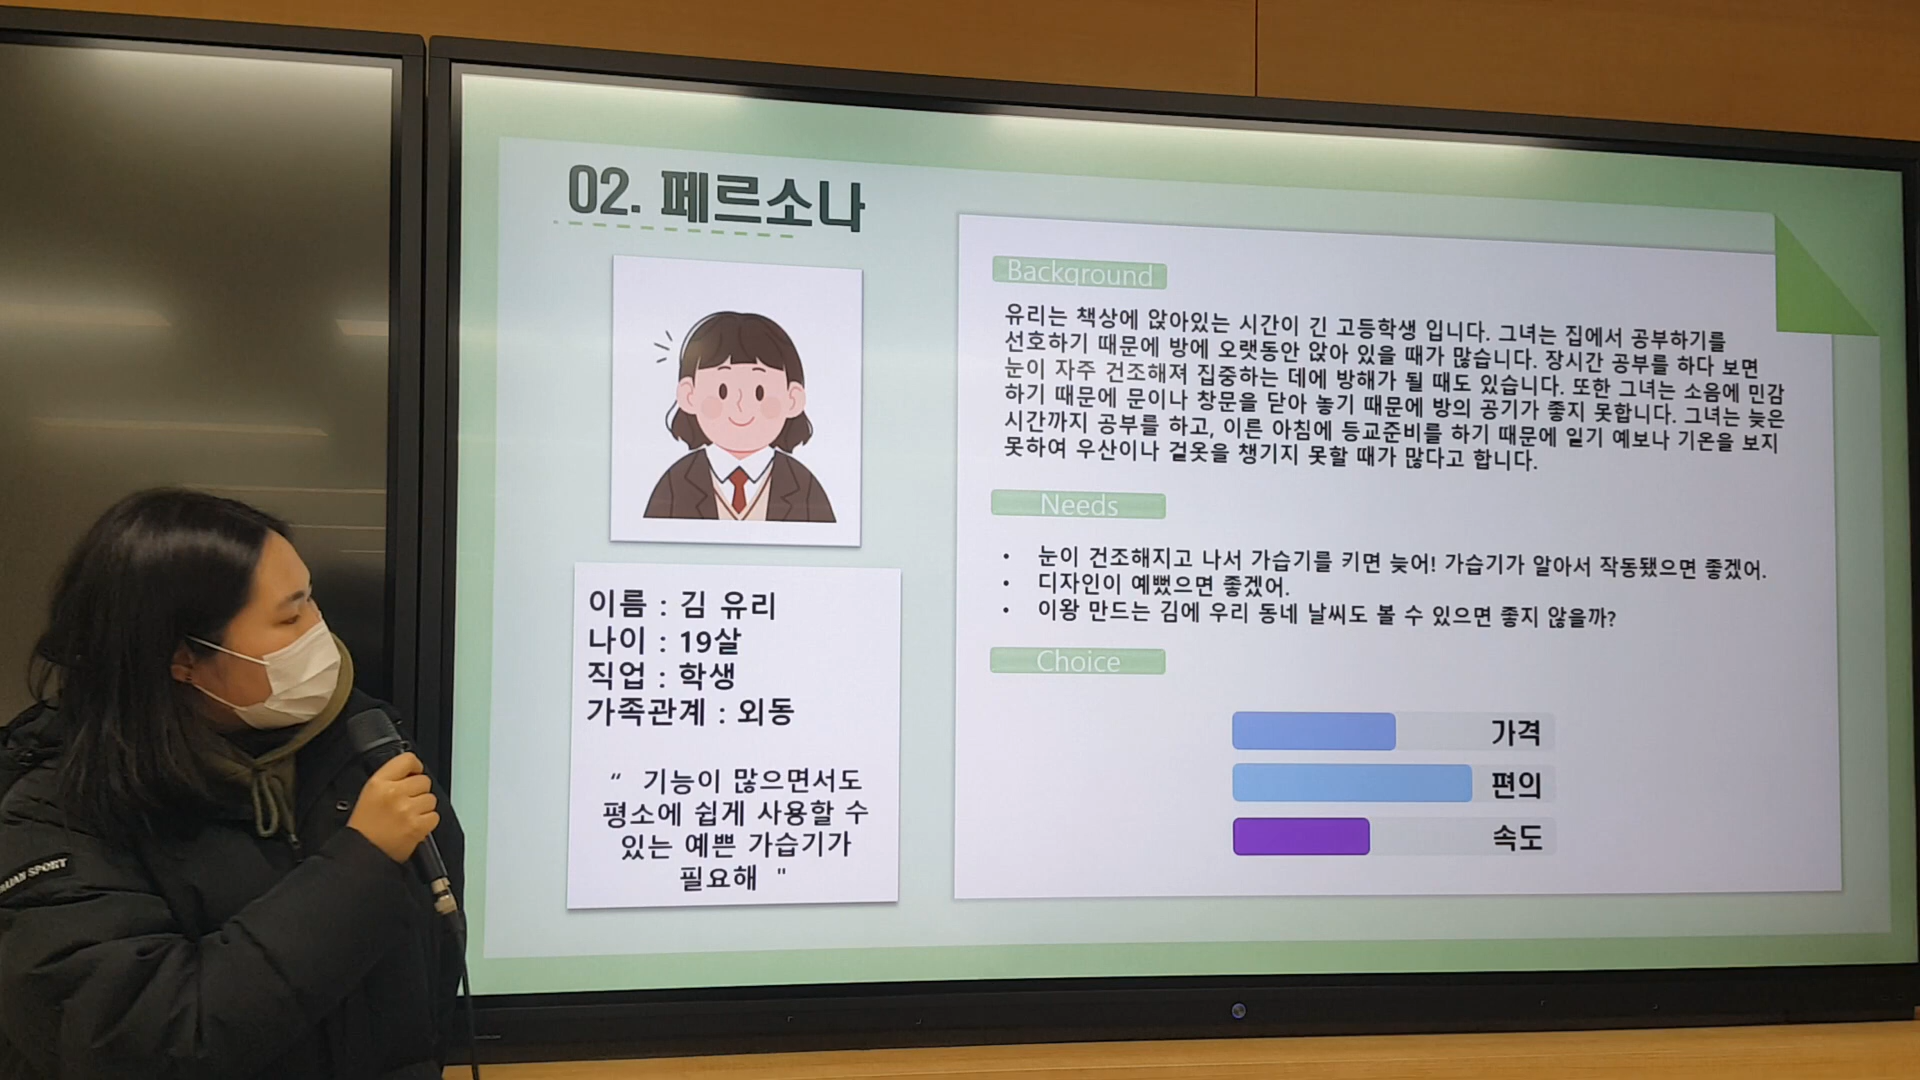 02. 페르소나
이름 : 김 유리
나이 : 19살
직업 : 학생
가족관계 : 외동
“ 기능이 많으면서도
평소에 쉽게 사용할 수
있는 예쁜 가습기가
필요해 "
Background
유리는 책상에 앉아있는 시간이 긴 고등학생 입니다. 그녀는 집에서 공부하기를
선호하기 때문에 방에 오랫동안 앉아 있을 때가 많습니다. 장시간 공부를 하다 보면
눈이 자주 건조해져 집중하는 데에 방해가 될 때도 있습니다. 또한 그녀는 소음에 민감
하기 때문에 문이나 창문을 닫아 놓기 때문에 방의 공기가 좋지 못합니다. 그녀는 늦은
시간까지 공부를 하고, 이른 아침에 등교준비를 하기 때문에 일기 예보나 기온을 보지
못하여 우산이나 겉옷을 챙기지 못할 때가 많다고 합니다.
Needs
• 눈이 건조해지고 나서 가습기를 키면 늦어! 가습기가 알아서 작동됐으면 좋겠어.
• 디자인이 예뻤으면 좋겠어.
• 이왕 만드는 김에 우리 동네 날씨도 볼 수 있으면 좋지 않을까?
Choice
가격
편의
속도
SPORT